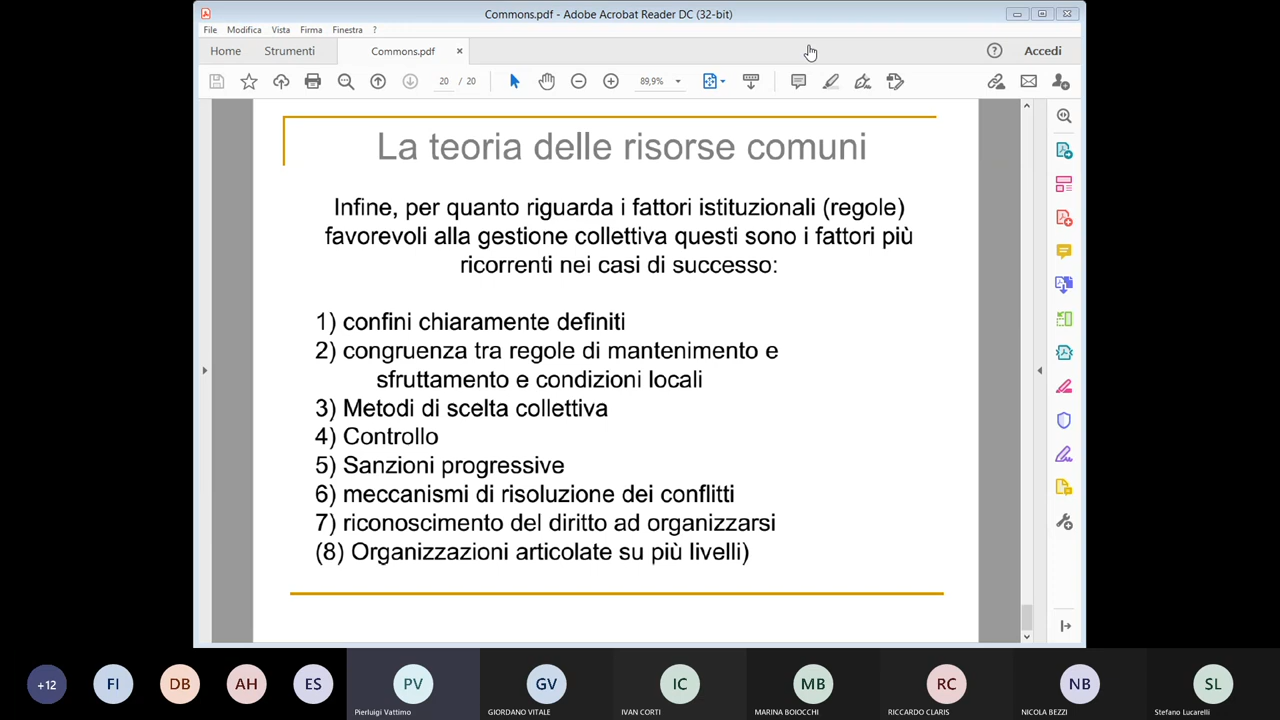 Commons.pdf - Adobe Acrobat Reader DC (32-bit)
File Modifica Vista Firma Finestra ?
Home Strumenti Commons.pdf × Accedi
20 / 20 89,9%
La teoria delle risorse comuni
Infine, per quanto riguarda i fattori istituzionali (regole)
favorevoli alla gestione collettiva questi sono i fattori più
ricorrenti nei casi di successo:
1) confini chiaramente definiti
2) congruenza tra regole di mantenimento e
sfruttamento e condizioni locali
3) Metodi di scelta collettiva
4) Controllo
5) Sanzioni progressive
6) meccanismi di risoluzione dei conflitti
7) riconoscimento del diritto ad organizzarsi
(8) Organizzazioni articolate su più livelli)
+12 FI DB AH ES PV GV IC MB RC NB SL
Pierluigi Vattimo GIORDANO VITALE IVAN CORTI MARINA BOIOCCHI RICCARDO CLARIS NICOLA BEZZI Stefano Lucarelli